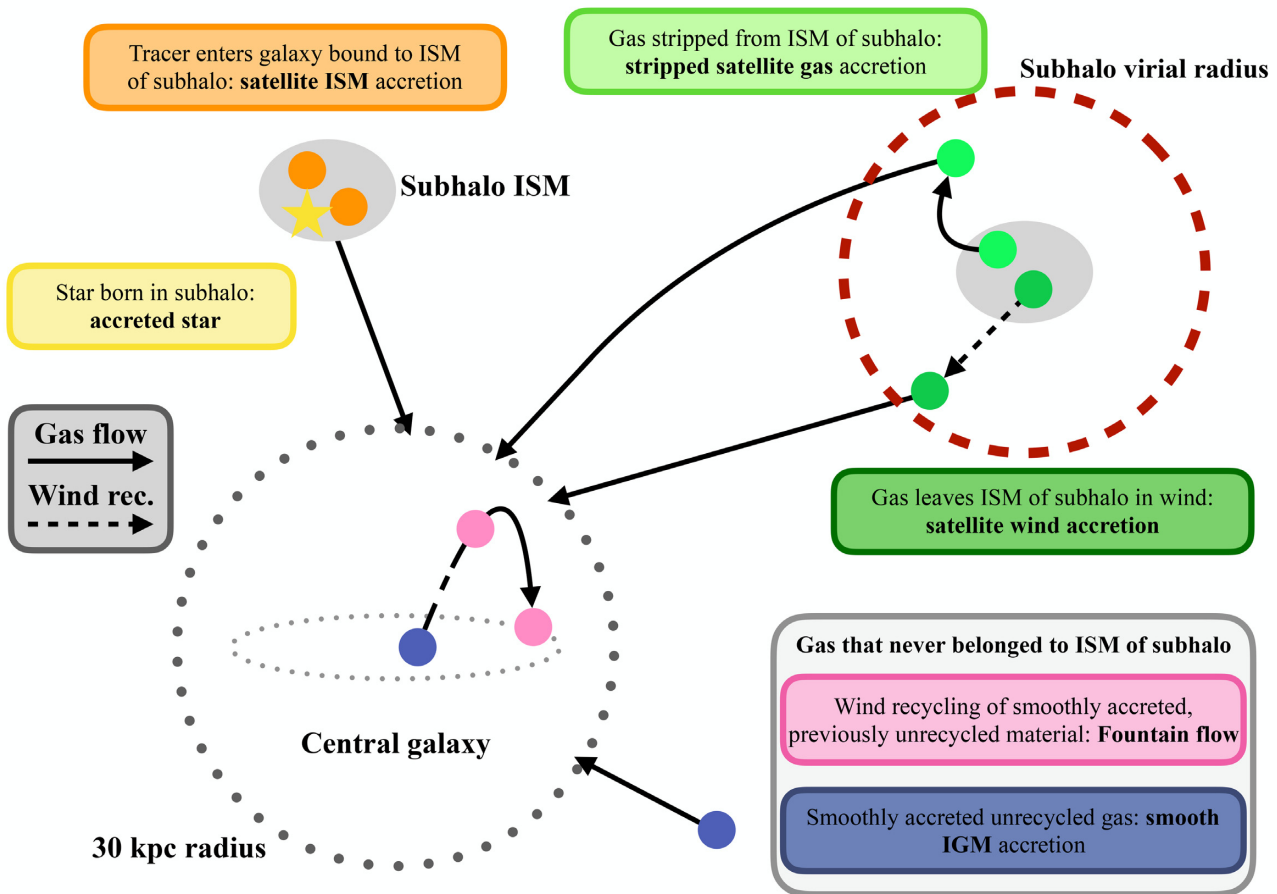 Tracer enters galaxy bound to ISM
of subhalo: satellite ISM accretion
Gas stripped from ISM of subhalo:
stripped satellite gas accretion
Subhalo virial radius
Subhalo ISM
Star born in subhalo:
accreted star
Gas flow
Wind rec.
Gas leaves ISM of subhalo in wind:
satellite wind accretion
Gas that never belonged to ISM of subhalo
Wind recycling of smoothly accreted,
previously unrecycled material: Fountain flow
Smoothly accreted unrecycled gas: smooth
IGM accretion
Central galaxy
30 kpc radius